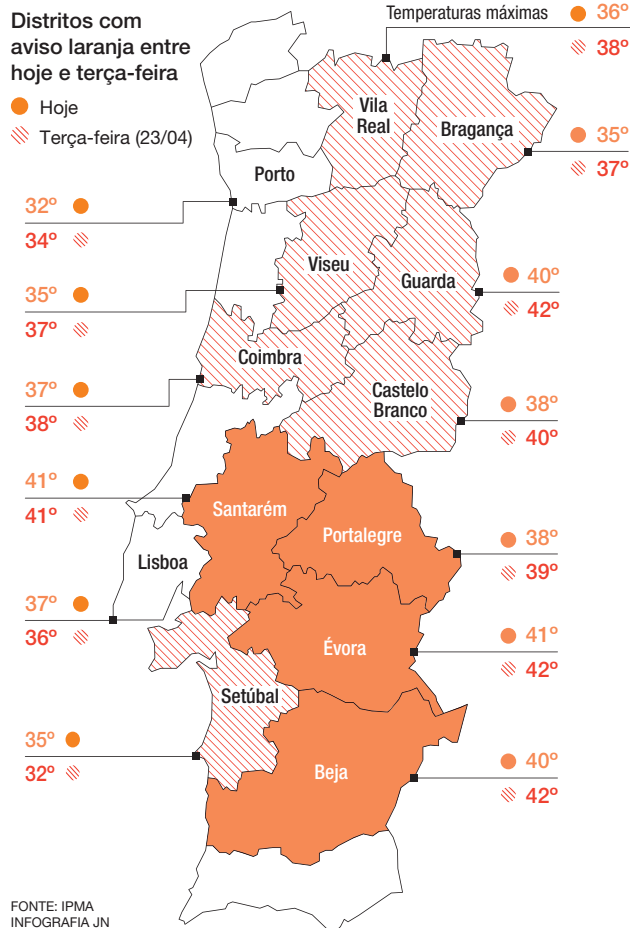 Distritos com
aviso laranja entre
hoje e terça-feira
Hoje
Terça-feira (23/04)
Temperaturas máximas
36º
38º
Vila
Real
Bragança
35º
37º
Porto
32º
34º
Viseu
35º
37º
Guarda
40º
42º
Coimbra
37º
38º
Castelo
Branco
38º
40º
Santarém
41º
41º
Portalegre
38º
39º
Lisboa
37º
36º
Évora
41º
42º
Setúbal
35º
32º
Beja
40º
42º
FONTE: IPMA
INFOGRAFIA JN